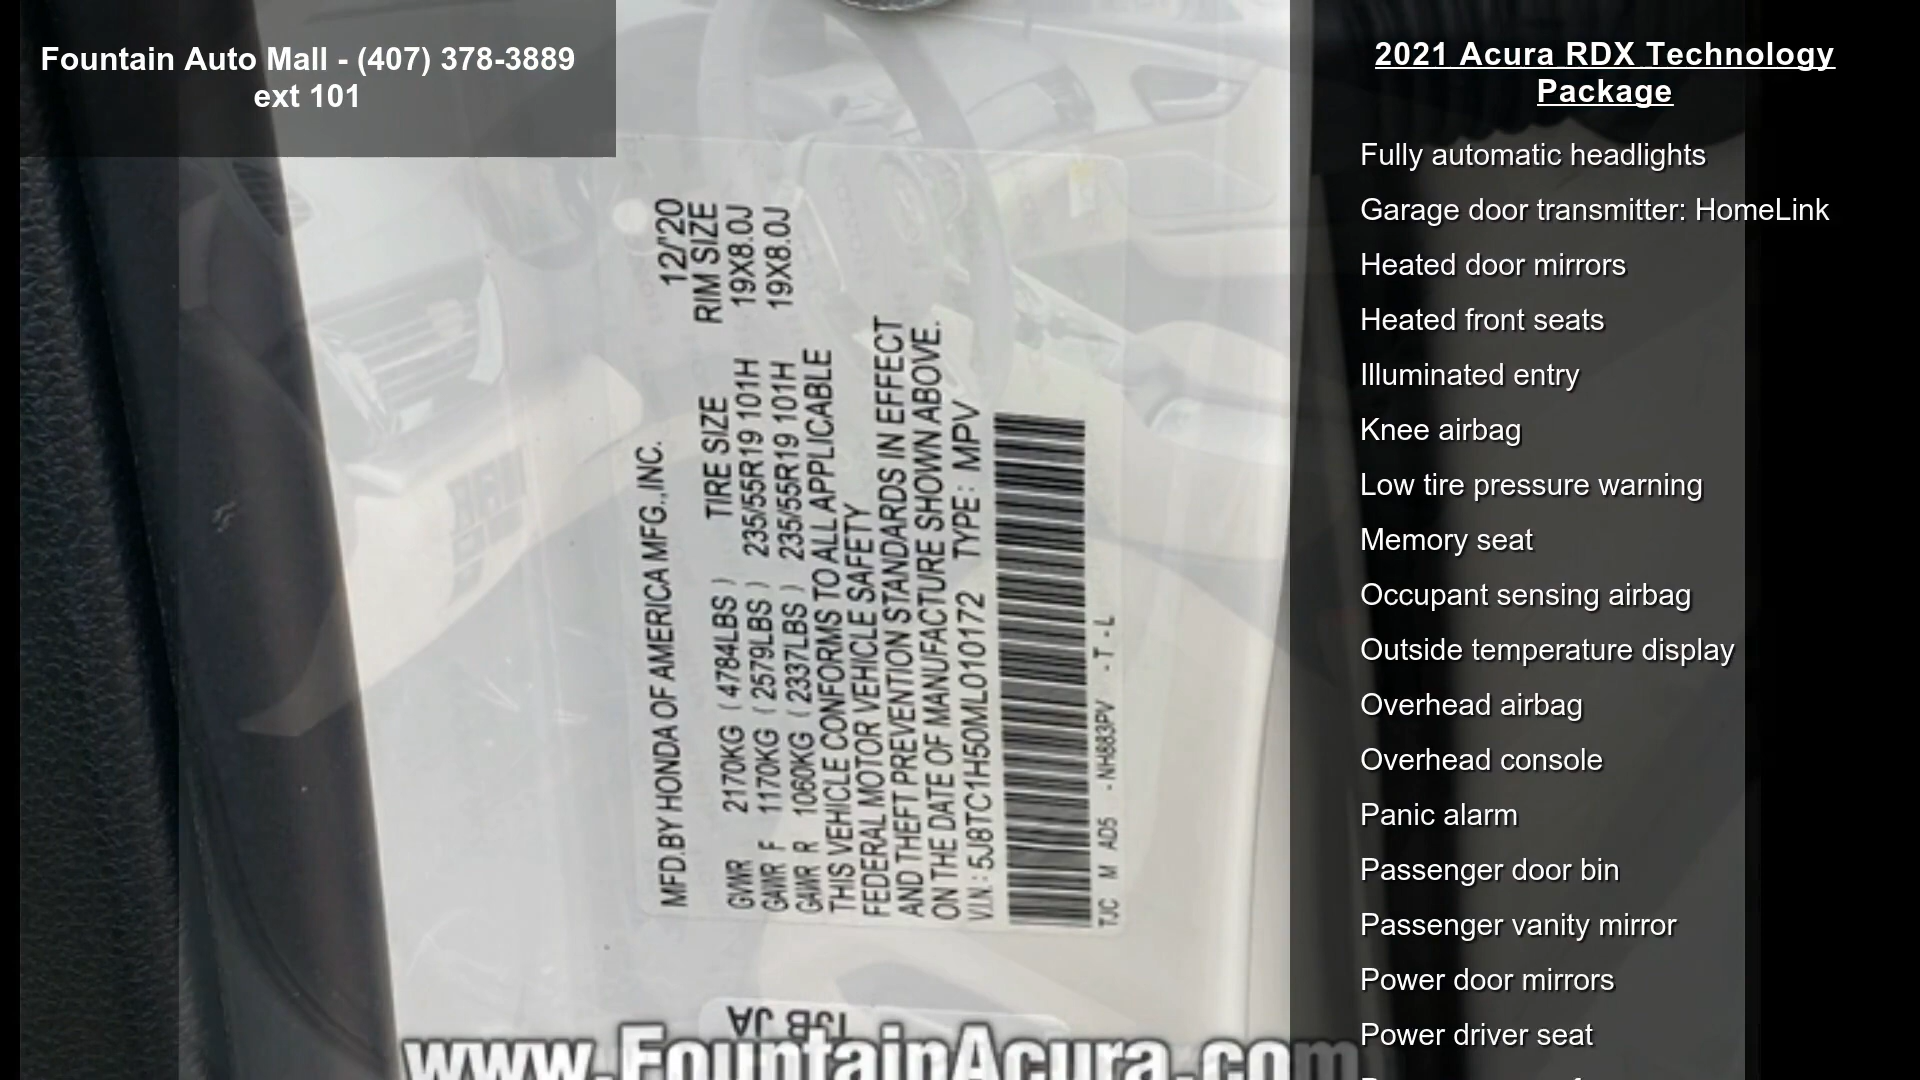 Fountain Auto Mall - (407) 378-3889
ext 101
MFD.BY HONDA OF AMERICA MFG.,INC. 12/'20
TIRE SIZE RIM SIZE
GVWR 2170KG ( 4784LBS )
GAWR F 1170KG ( 2579LBS ) 235/55R19 101H 19X8.0J
GAWR R 1060KG ( 2337LBS ) 235/55R19 101H 19X8.0J
THIS VEHICLE CONFORMS TO ALL APPLICABLE
FEDERAL MOTOR VEHICLE SAFETY
AND THEFT PREVENTION STANDARDS IN EFFECT
ON THE DATE OF MANUFACTURE SHOWN ABOVE.
V.I.N.: 5J8TC1H50ML010172 TYPE: MPV
TJC M AD5 -NH883PV -T-L
www.FountainAcura.com
2021 Acura RDX Technology
Package
Fully automatic headlights
Garage door transmitter: HomeLink
Heated door mirrors
Heated front seats
Illuminated entry
Knee airbag
Low tire pressure warning
Memory seat
Occupant sensing airbag
Outside temperature display
Overhead airbag
Overhead console
Panic alarm
Passenger door bin
Passenger vanity mirror
Power door mirrors
Power driver seat